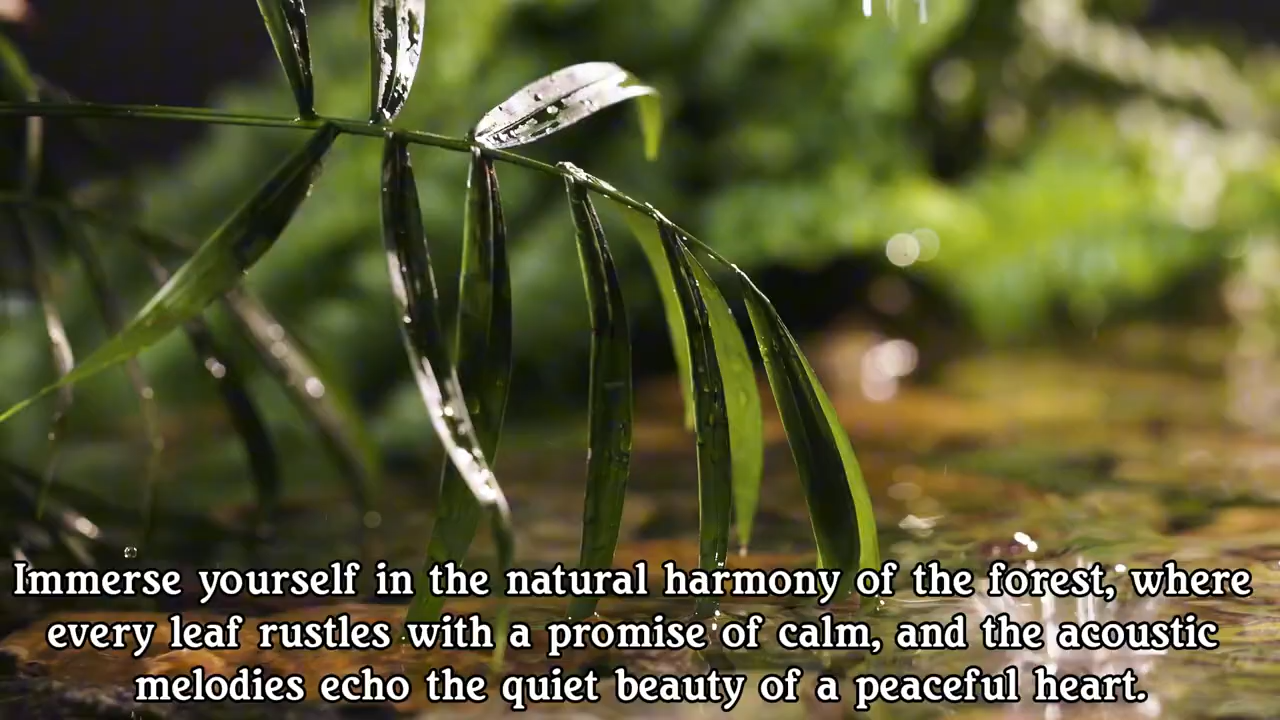 Immerse yourself in the natural harmony of the forest, where
every leaf rustles with a promise of calm, and the acoustic
melodies echo the quiet beauty of a peaceful heart.